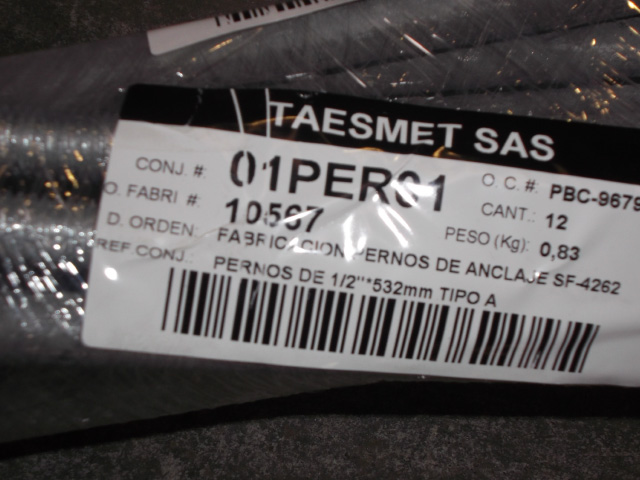 TAESMET SAS
CONJ. #: 01PER01 O. C. #: PBC-9679
O. FABRI #: 10567 CANT.: 12
D. ORDEN: FABRICACION PERNOS DE ANCLAJE SF-4262 PESO (Kg): 0,83
REF.CONJ.: PERNOS DE 1/2"*532mm TIPO A